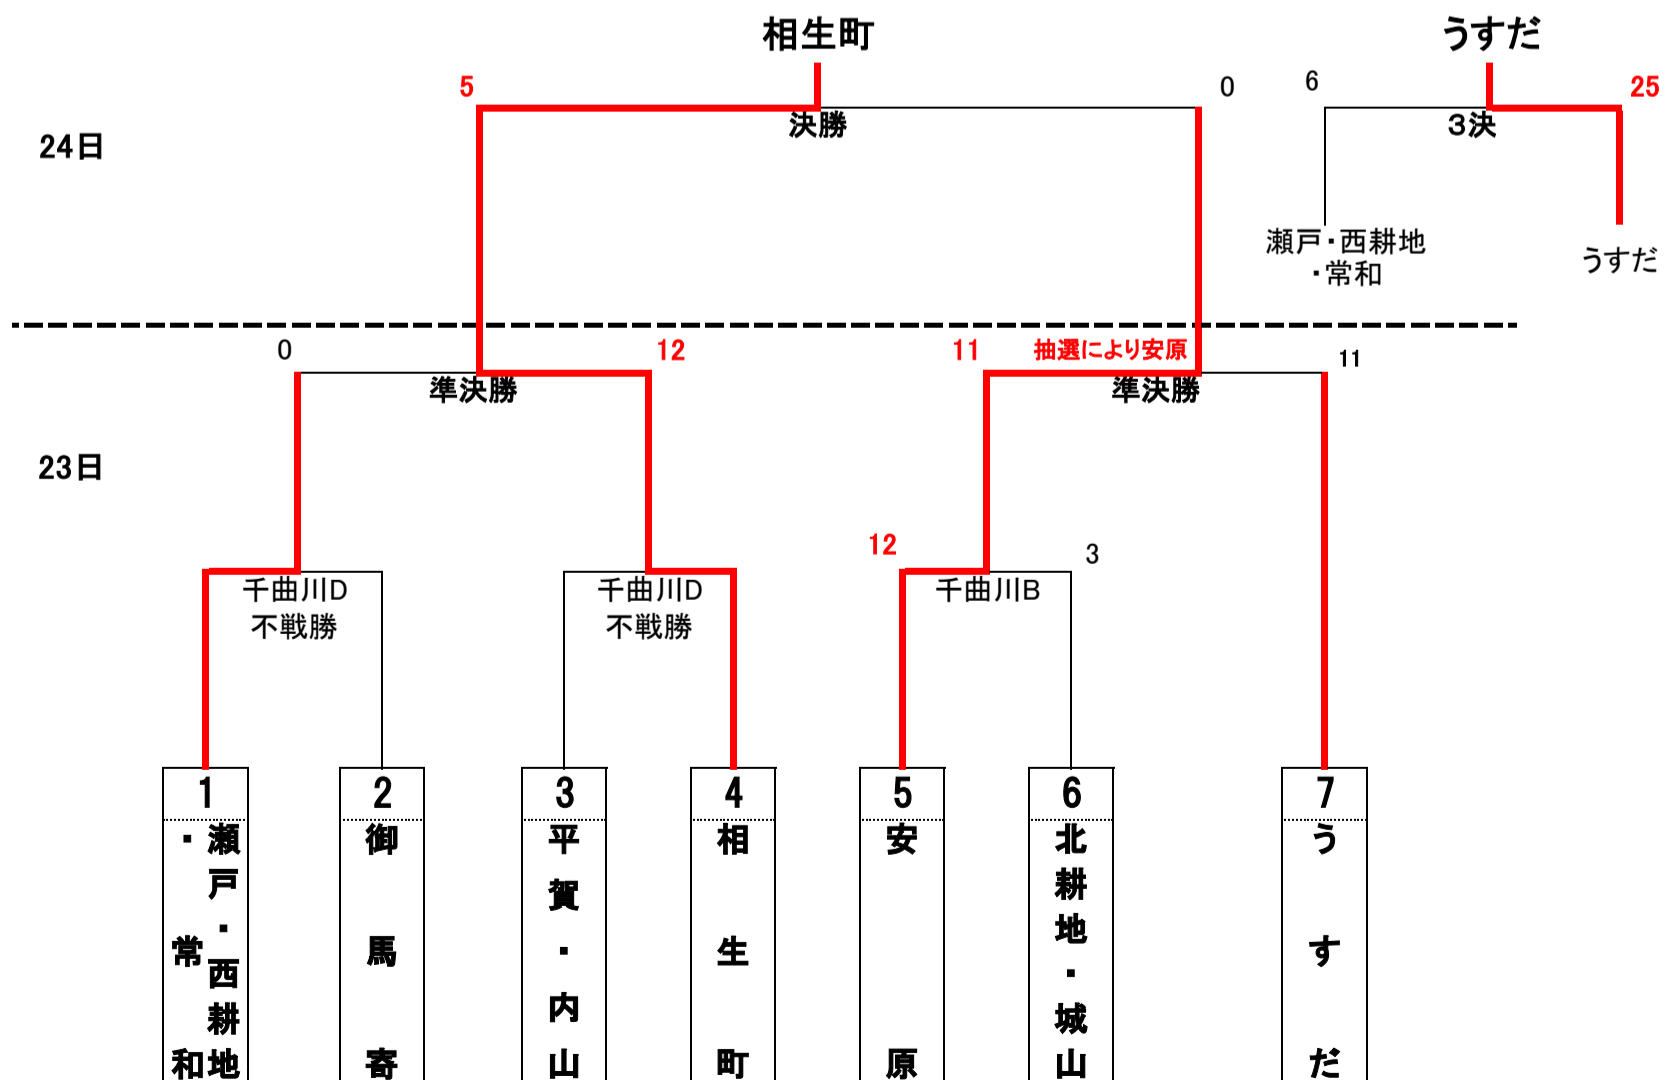 相生町
うすだ
5
0
6
25
決勝
3決
24日
瀬戸・西耕地
・常和
うすだ
0
12
11
抽選により安原
11
準決勝
準決勝
23日
12
3
千曲川D
不戦勝
千曲川D
不戦勝
千曲川B
1
2
3
4
5
6
7
瀬戸・西耕地
・常和
御馬寄
平賀・内山
相生町
安原
北耕地・城山
うすだ